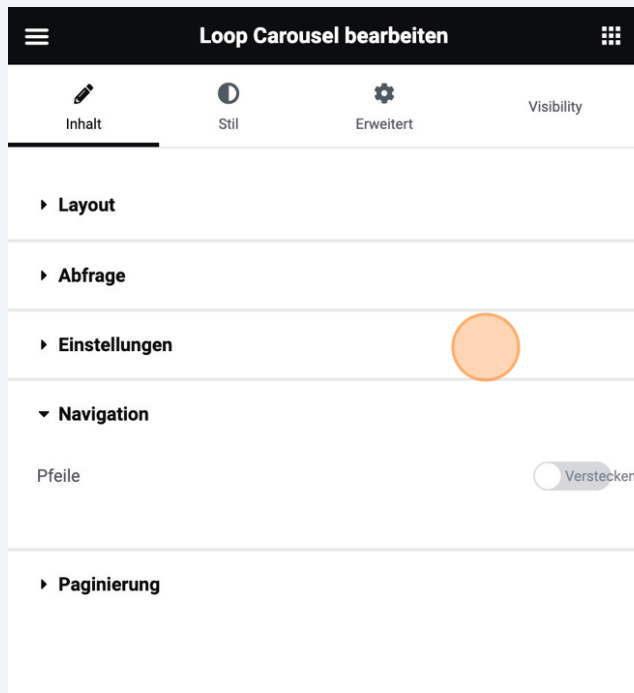 Loop Carousel bearbeiten
Inhalt
Stil
Erweitert
Visibility
Layout
Abfrage
Einstellungen
Navigation
Pfeile
Verstecken
Paginierung